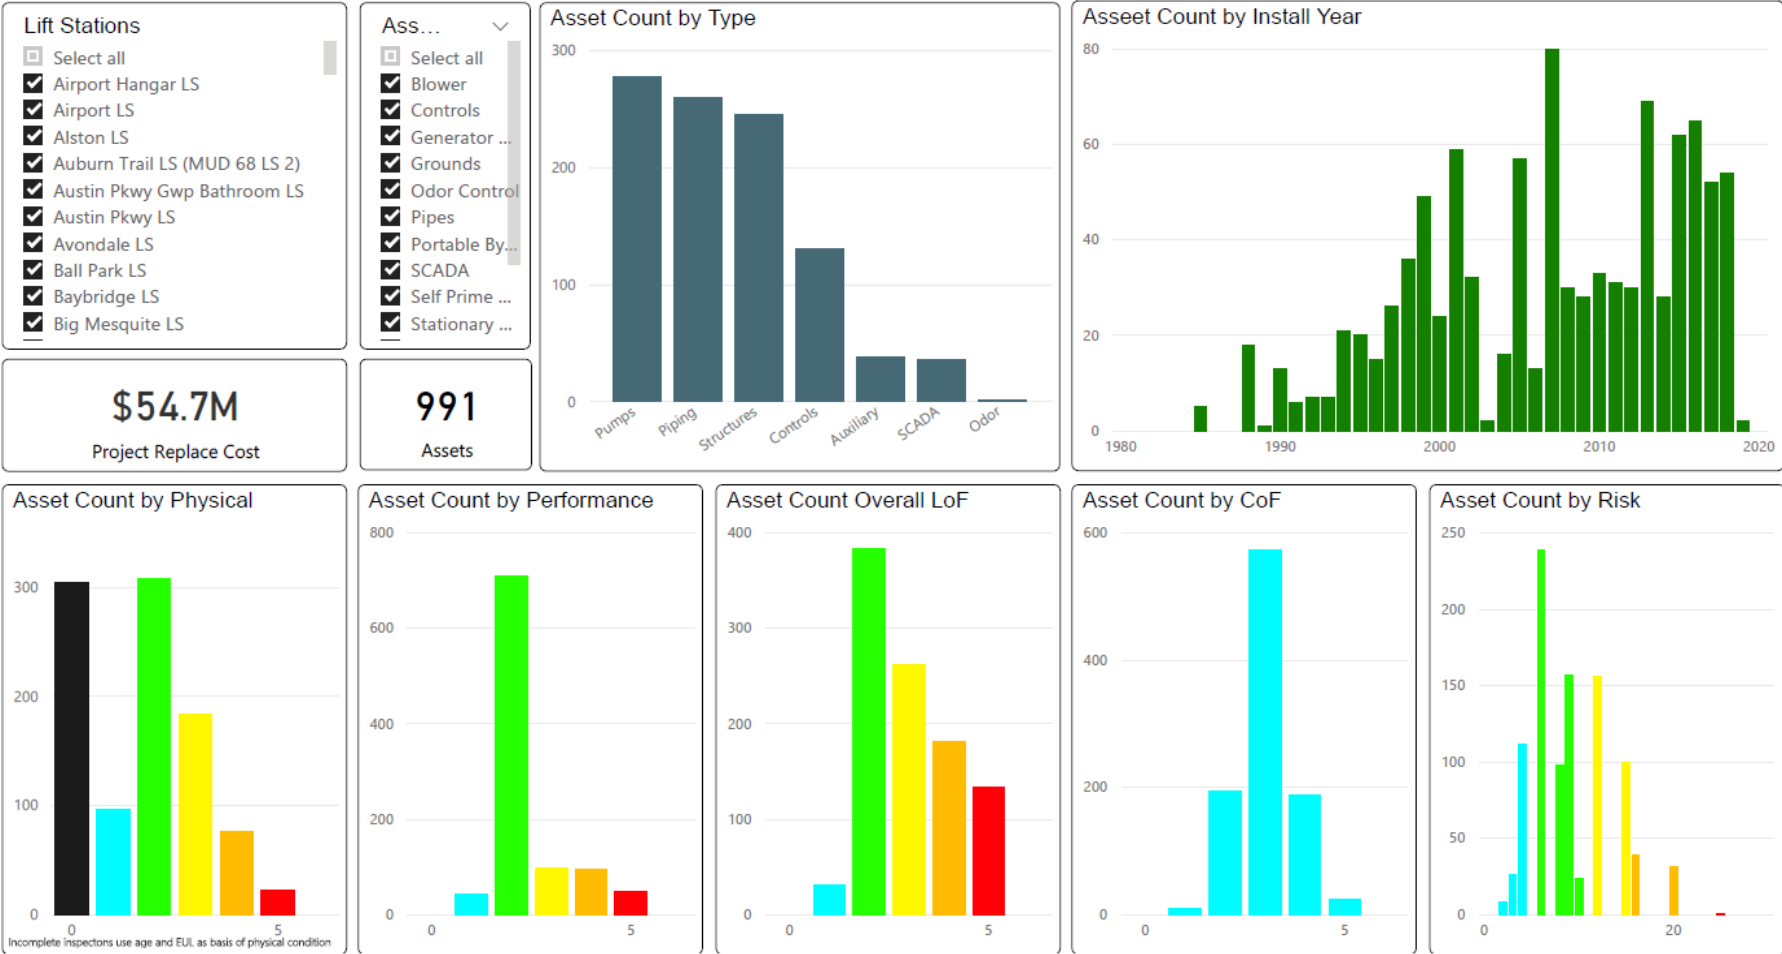 Lift Stations
Select all
Airport Hangar LS
Airport LS
Alston LS
Auburn Trail LS (MUD 68 LS 2)
Austin Pkwy Gwp Bathroom LS
Austin Pkwy LS
Avondale LS
Ball Park LS
Baybridge LS
Big Mesquite LS
Ass...
Select all
Blower
Controls
Generator ...
Grounds
Odor Control
Pipes
Portable By...
SCADA
Self Prime ...
Stationary ...
$54.7M
Project Replace Cost
991
Assets
Asset Count by Type
300
200
100
0
Pumps
Piping
Structures
Controls
Auxiliary
SCADA
Odor
Asseet Count by Install Year
80
60
40
20
0
1980
1990
2000
2010
2020
Asset Count by Physical
300
200
100
0
0
5
Incomplete inspectons use age and EUL as basis of physical condition
Asset Count by Performance
800
600
400
200
0
0
5
Asset Count Overall LoF
400
300
200
100
0
0
5
Asset Count by CoF
600
400
200
0
0
5
Asset Count by Risk
250
200
150
100
50
0
0
20